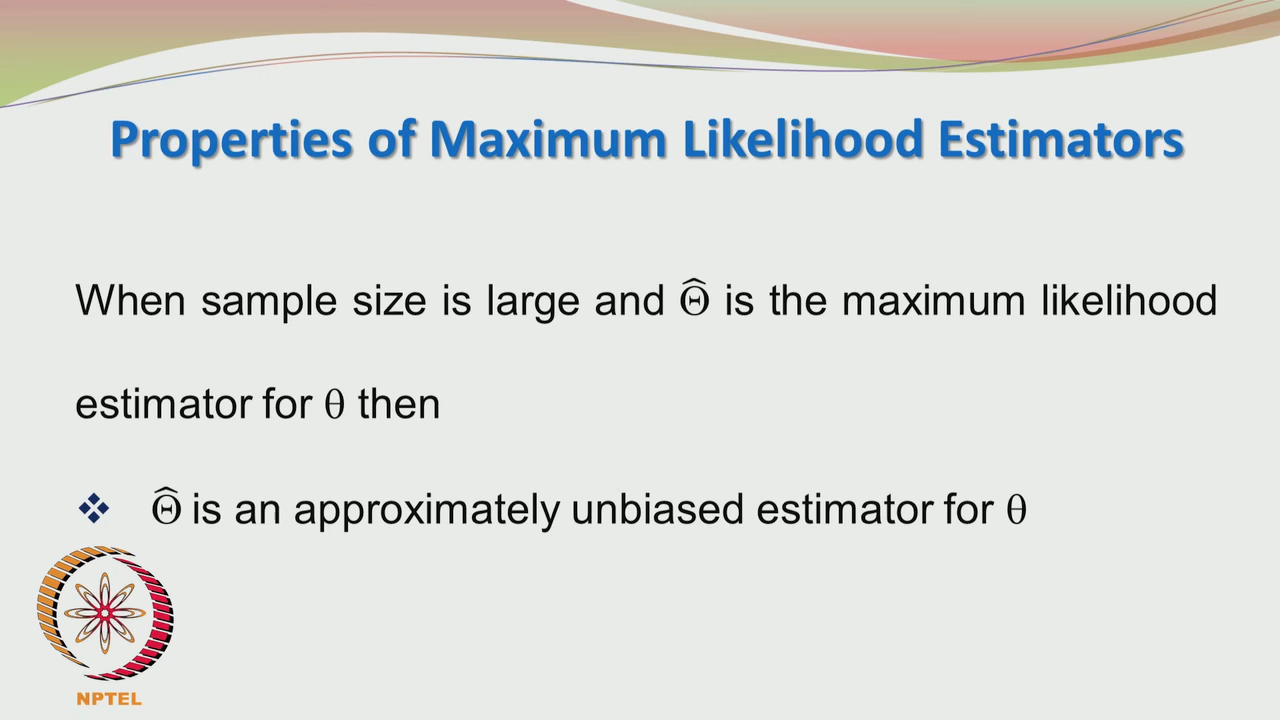 Properties of Maximum Likelihood Estimators
When sample size is large and Θ̂ is the maximum likelihood
estimator for θ then
❖ Θ̂ is an approximately unbiased estimator for θ
NPTEL